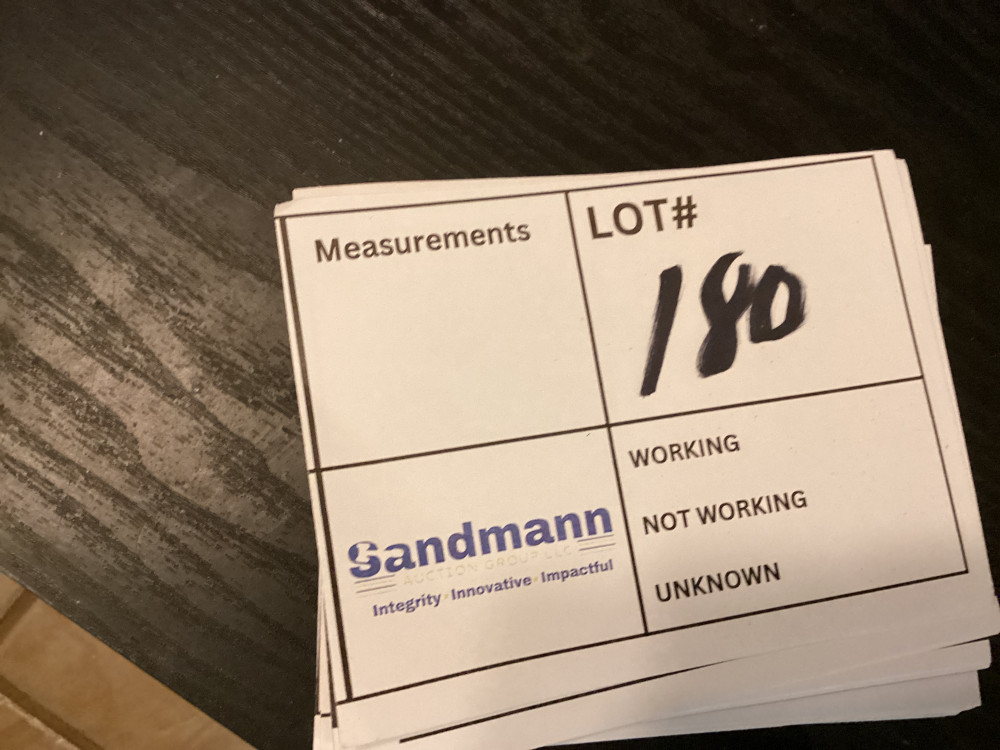 Measurements
LOT#
180
WORKING
NOT WORKING
UNKNOWN
Sandmann
AUCTION GROUP LLC
Integrity · Innovative · Impactful